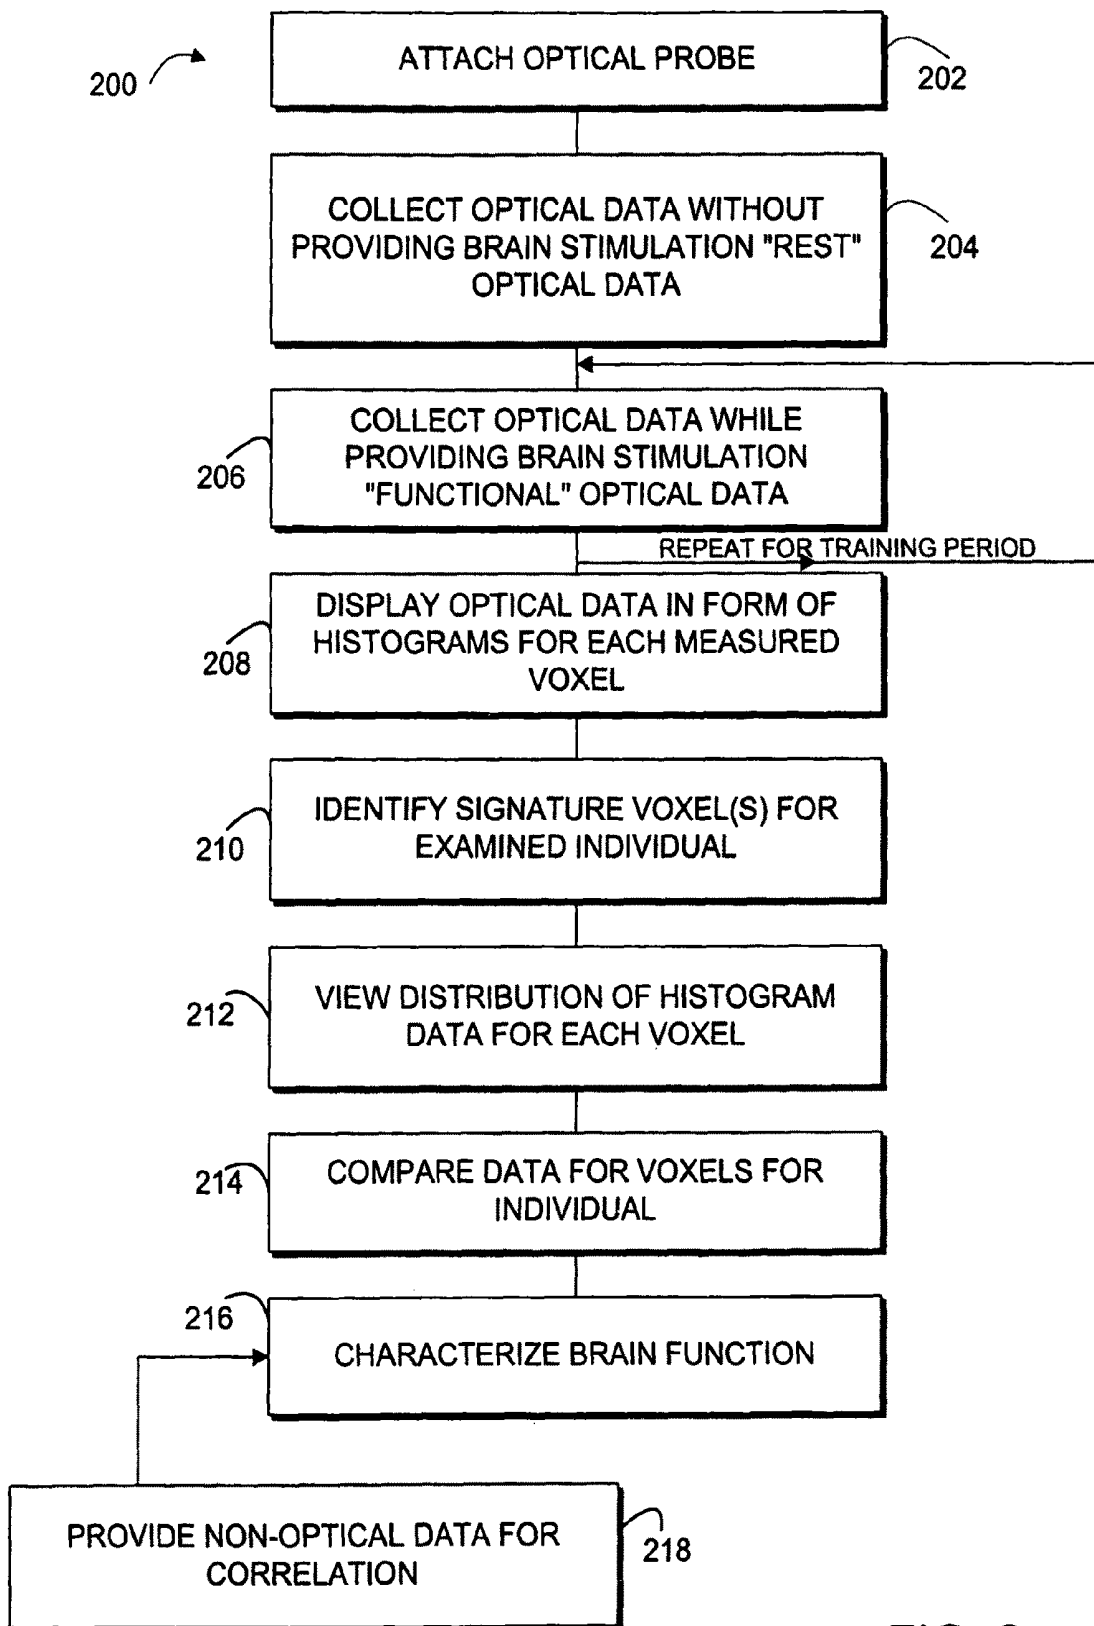 200
ATTACH OPTICAL PROBE
202
COLLECT OPTICAL DATA WITHOUT
PROVIDING BRAIN STIMULATION "REST"
OPTICAL DATA
204
COLLECT OPTICAL DATA WHILE
PROVIDING BRAIN STIMULATION
"FUNCTIONAL" OPTICAL DATA
206
REPEAT FOR TRAINING PERIOD
DISPLAY OPTICAL DATA IN FORM OF
HISTOGRAMS FOR EACH MEASURED
VOXEL
208
IDENTIFY SIGNATURE VOXEL(S) FOR
EXAMINED INDIVIDUAL
210
VIEW DISTRIBUTION OF HISTOGRAM
DATA FOR EACH VOXEL
212
COMPARE DATA FOR VOXELS FOR
INDIVIDUAL
214
216
CHARACTERIZE BRAIN FUNCTION
PROVIDE NON-OPTICAL DATA FOR
CORRELATION
218